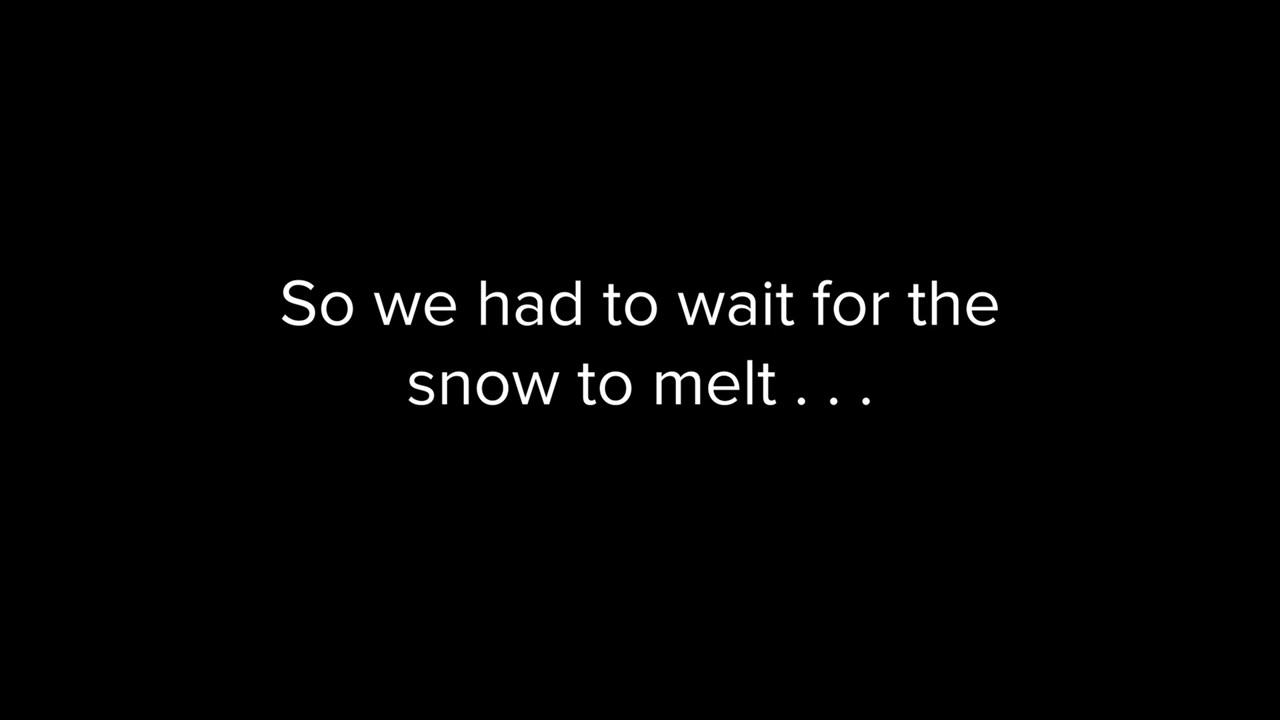 So we had to wait for the
snow to melt . . .